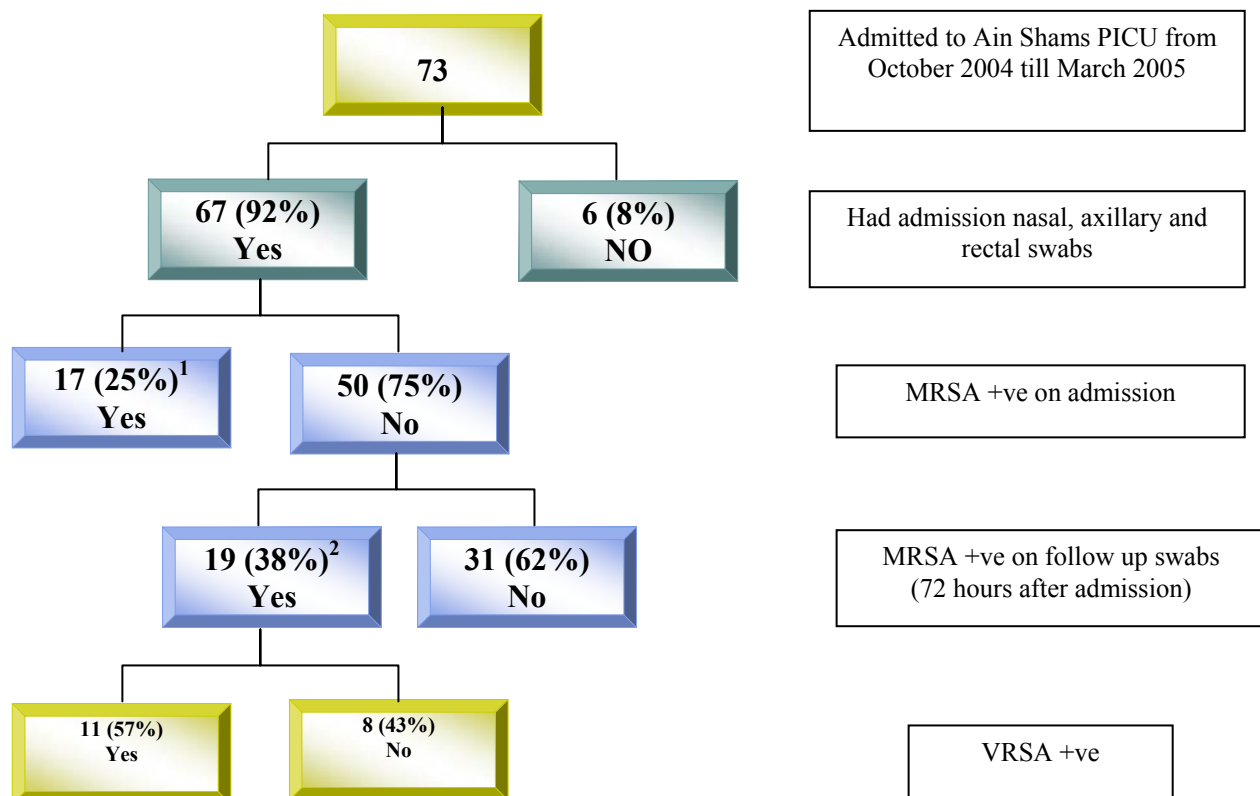 73
Admitted to Ain Shams PICU from
October 2004 till March 2005
67 (92%)
Yes
6 (8%)
NO
Had admission nasal, axillary and
rectal swabs
17 (25%)1
Yes
50 (75%)
No
MRSA +ve on admission
19 (38%)2
Yes
31 (62%)
No
MRSA +ve on follow up swabs
(72 hours after admission)
11 (57%)
Yes
8 (43%)
No
VRSA +ve